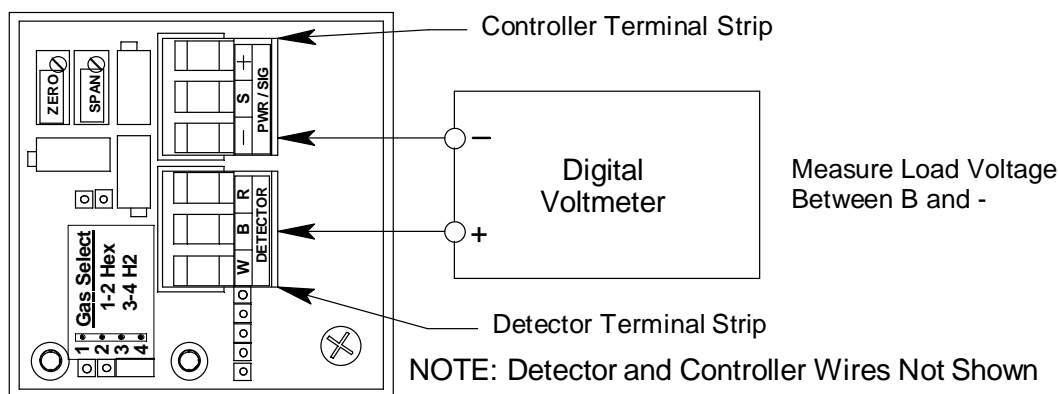 Controller Terminal Strip
ZERO
SPAN
+
S
−
PWR / SIG
−
Digital
Voltmeter
+
Measure Load Voltage
Between B and -
R
B
W
DETECTOR
Gas Select
1-2 Hex
3-4 H2
1
2
3
4
Detector Terminal Strip
NOTE: Detector and Controller Wires Not Shown